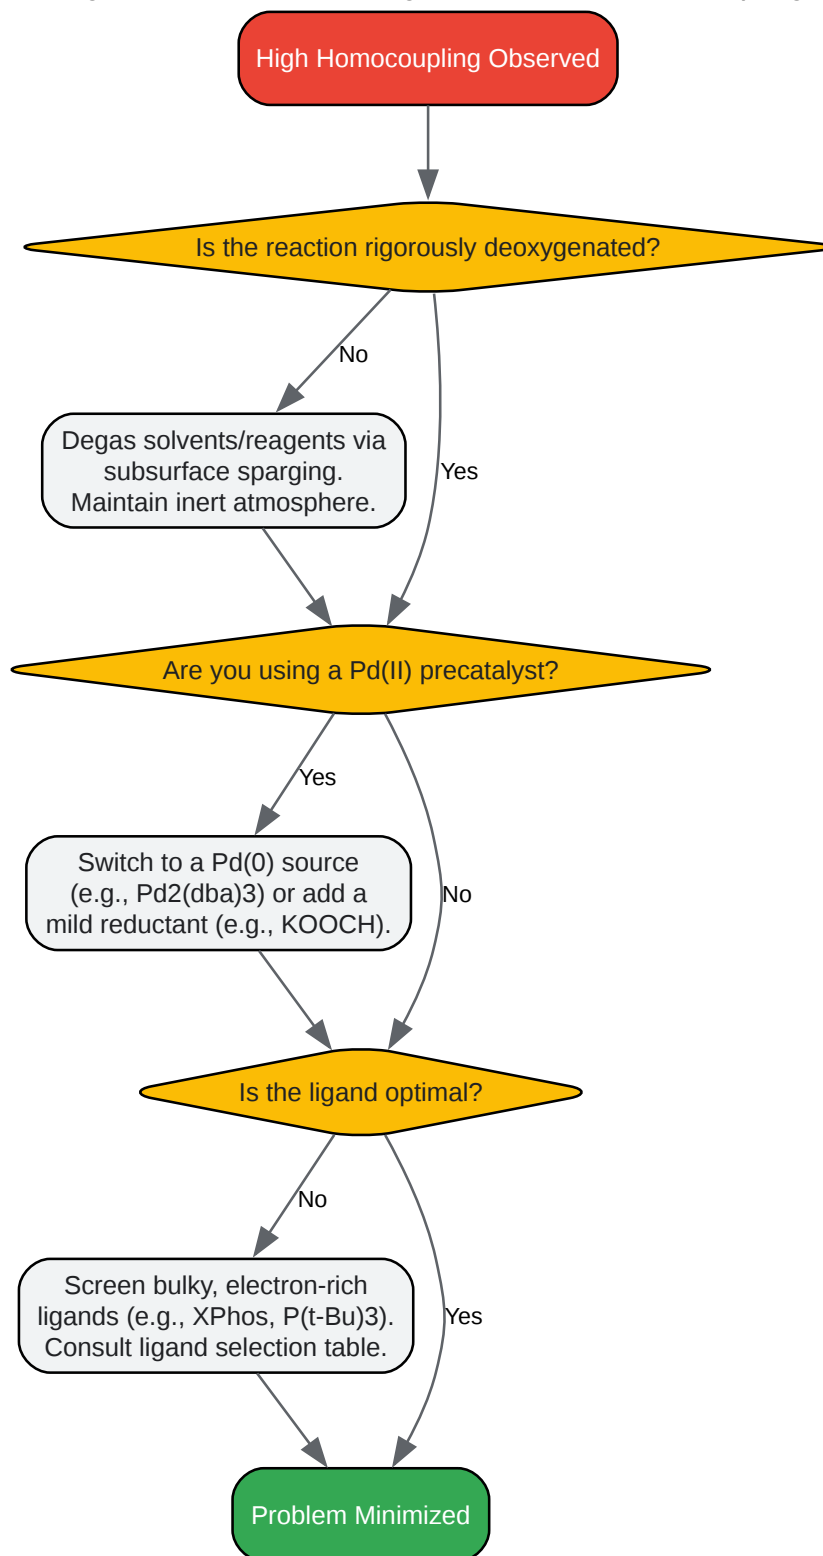 High Homocoupling Observed
Is the reaction rigorously deoxygenated?
No
Degas solvents/reagents via
subsurface sparging.
Maintain inert atmosphere.
Yes
Are you using a Pd(II) precatalyst?
Yes
Switch to a Pd(0) source
(e.g., Pd2(dba)3) or add a
mild reductant (e.g., KOOCH).
No
Is the ligand optimal?
No
Screen bulky, electron-rich
ligands (e.g., XPhos, P(t-Bu)3).
Consult ligand selection table.
Yes
Problem Minimized